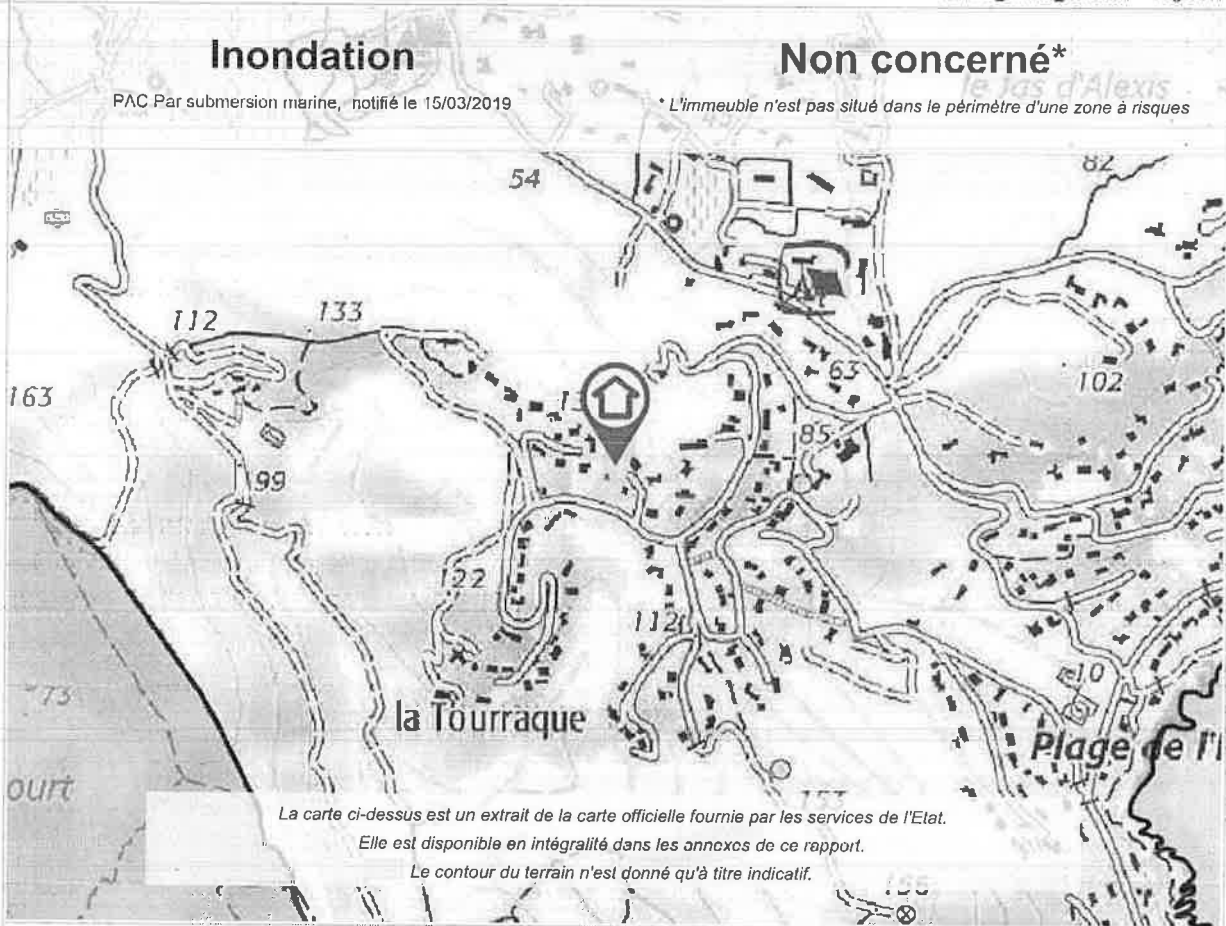 Inondation
Non concerné*
PAC Par submersion marine, notifié le 15/03/2019
le Jas d'Alexis
* L'immeuble n'est pas situé dans le périmètre d'une zone à risques
54
82
112
133
163
63
102
85
99
122
112
73
10
la Tourraque
Plage de l'I
ourt
153
La carte ci-dessus est un extrait de la carte officielle fournie par les services de l'Etat.
Elle est disponible en intégralité dans les annexes de ce rapport.
Le contour du terrain n'est donné qu'à titre indicatif.